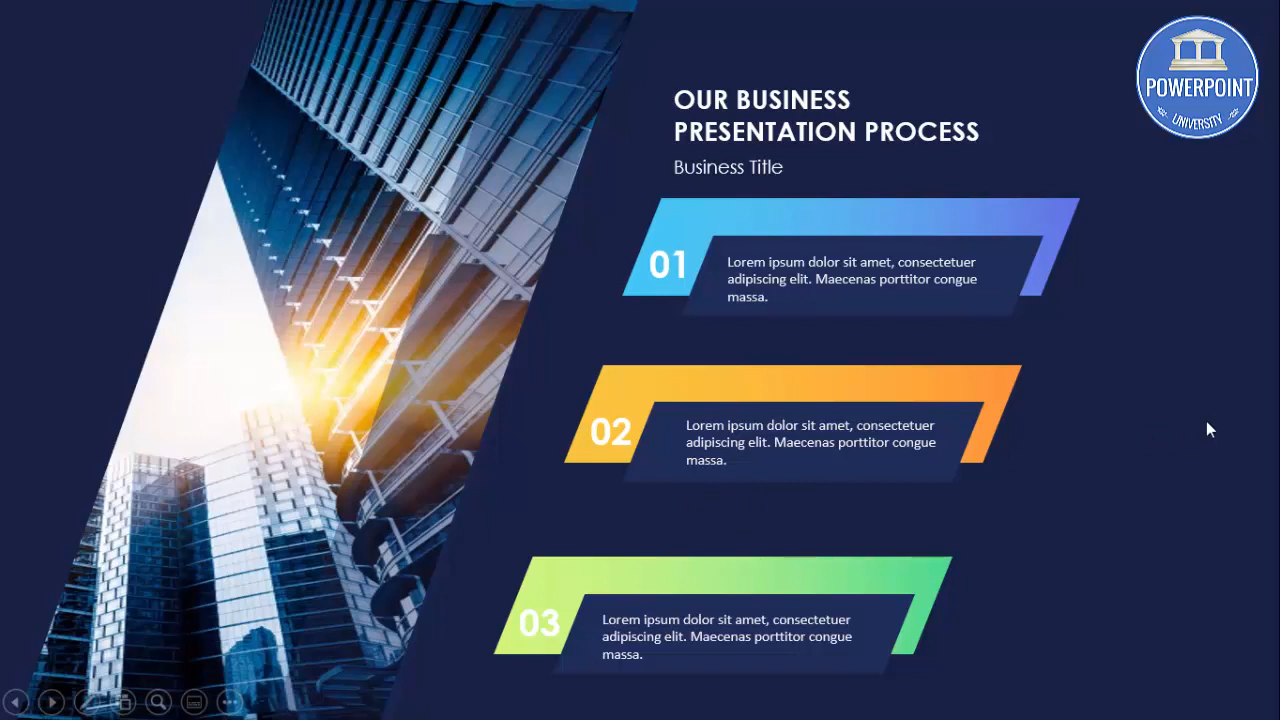 OUR BUSINESS
PRESENTATION PROCESS
Business Title
POWERPOINT
UNIVERSITY
01
Lorem ipsum dolor sit amet, consectetuer
adipiscing elit. Maecenas porttitor congue
massa.
02
Lorem ipsum dolor sit amet, consectetuer
adipiscing elit. Maecenas porttitor congue
massa.
03
Lorem ipsum dolor sit amet, consectetuer
adipiscing elit. Maecenas porttitor congue
massa.